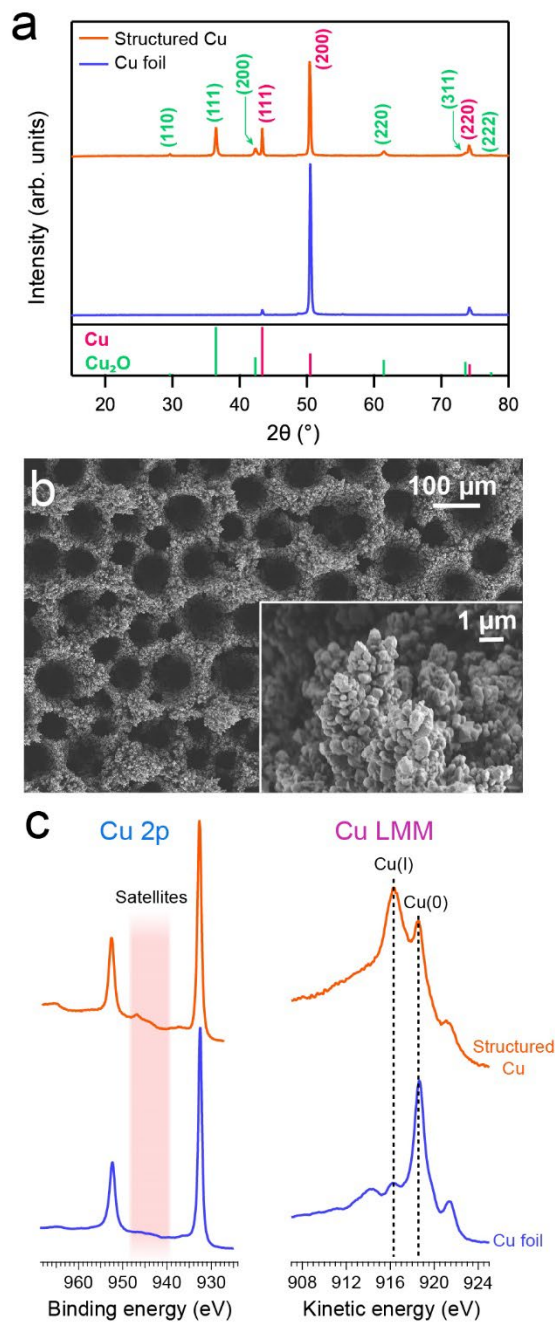 a
Structured Cu
Cu foil
(110)
(111)
(200)
(111)
(200)
(220)
(311)
(220)
(222)
Intensity (arb. units)
Cu
Cu₂O
20 30 40 50 60 70 80
2θ (°)
b
100 µm
1 µm
c
Cu 2p
Cu LMM
Satellites
Cu(I)
Cu(0)
Structured
Cu
Cu foil
960 950 940 930
908 912 916 920 924
Binding energy (eV)
Kinetic energy (eV)